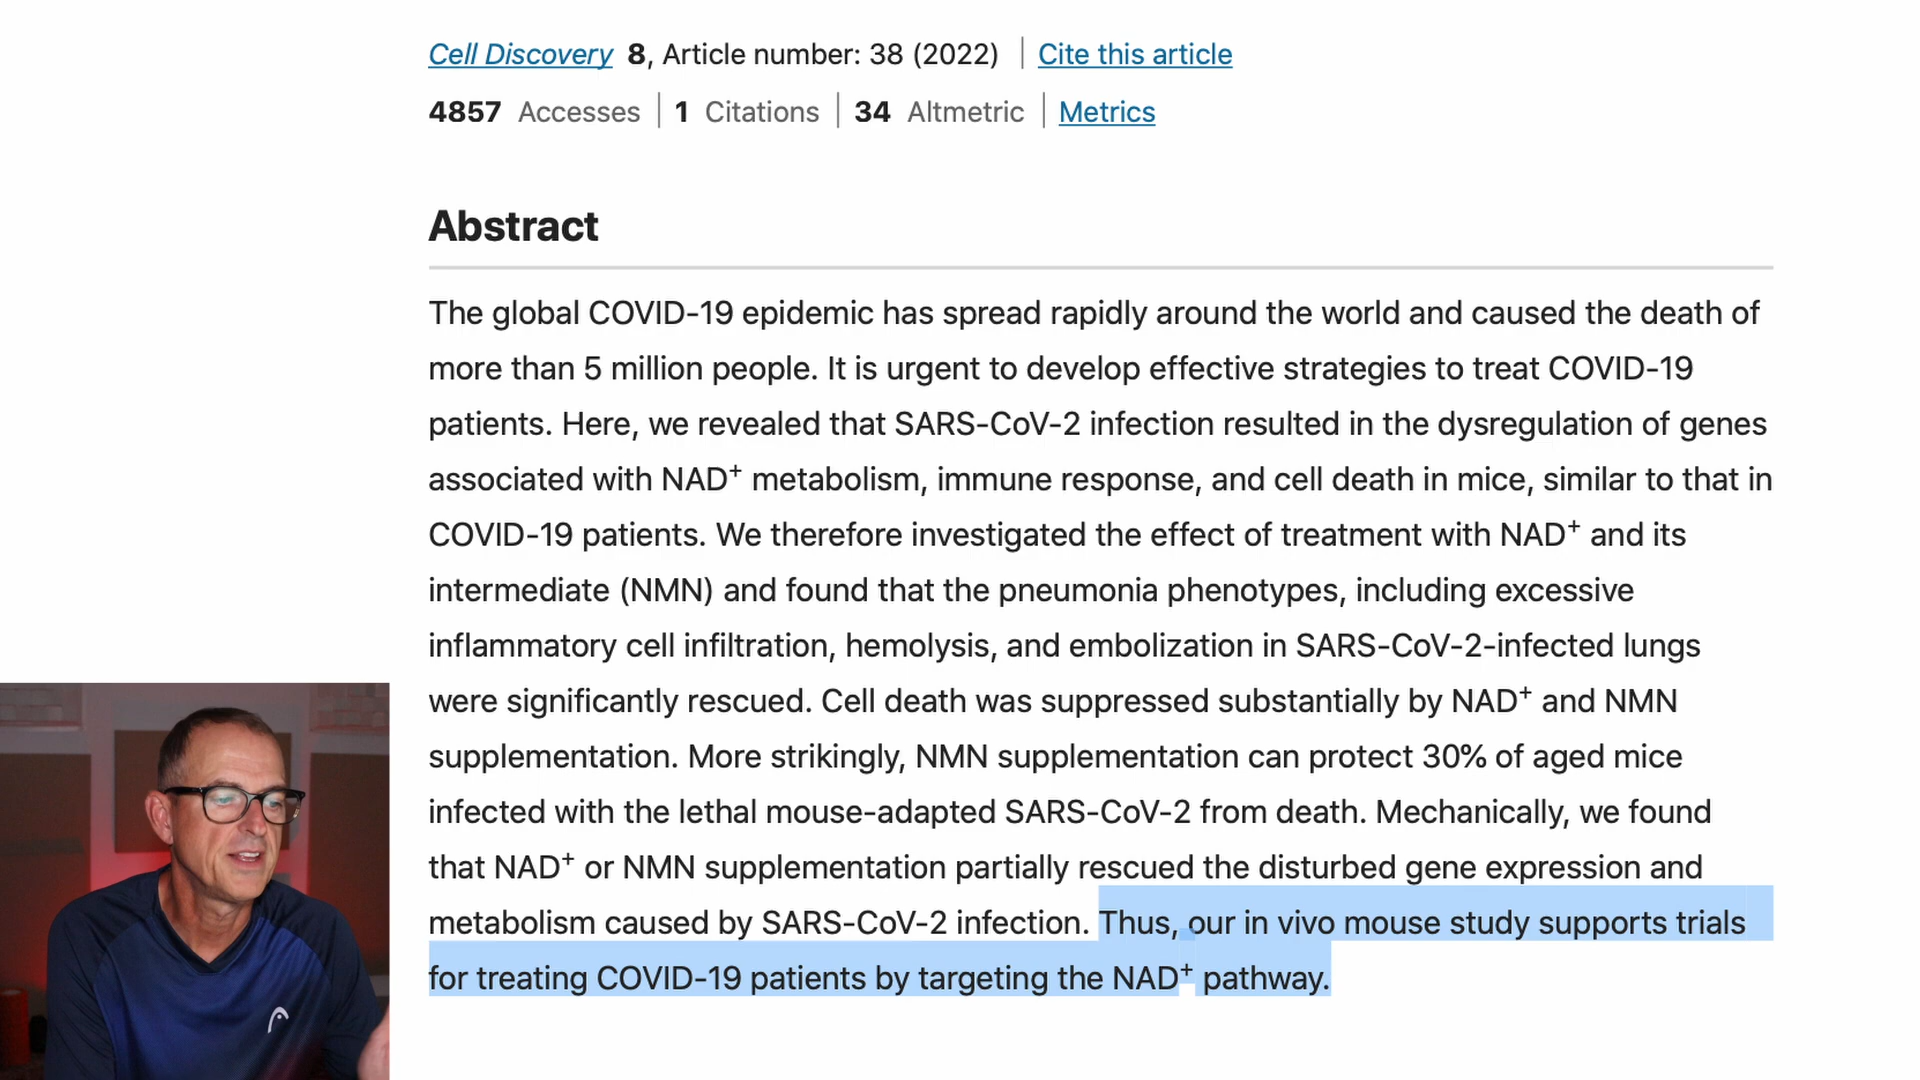 Cell Discovery 8, Article number: 38 (2022) | Cite this article
4857 Accesses | 1 Citations | 34 Altmetric | Metrics
Abstract
The global COVID-19 epidemic has spread rapidly around the world and caused the death of
more than 5 million people. It is urgent to develop effective strategies to treat COVID-19
patients. Here, we revealed that SARS-CoV-2 infection resulted in the dysregulation of genes
associated with NAD⁺ metabolism, immune response, and cell death in mice, similar to that in
COVID-19 patients. We therefore investigated the effect of treatment with NAD⁺ and its
intermediate (NMN) and found that the pneumonia phenotypes, including excessive
inflammatory cell infiltration, hemolysis, and embolization in SARS-CoV-2-infected lungs
were significantly rescued. Cell death was suppressed substantially by NAD⁺ and NMN
supplementation. More strikingly, NMN supplementation can protect 30% of aged mice
infected with the lethal mouse-adapted SARS-CoV-2 from death. Mechanically, we found
that NAD⁺ or NMN supplementation partially rescued the disturbed gene expression and
metabolism caused by SARS-CoV-2 infection. Thus, our in vivo mouse study supports trials
for treating COVID-19 patients by targeting the NAD⁺ pathway.